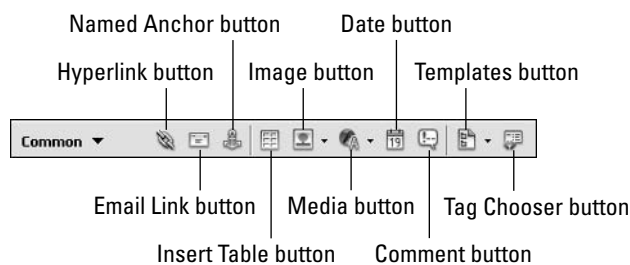 Named Anchor button Date button
Hyperlink button Image button Templates button
Common
19
Email Link button Media button Tag Chooser button
Insert Table button Comment button